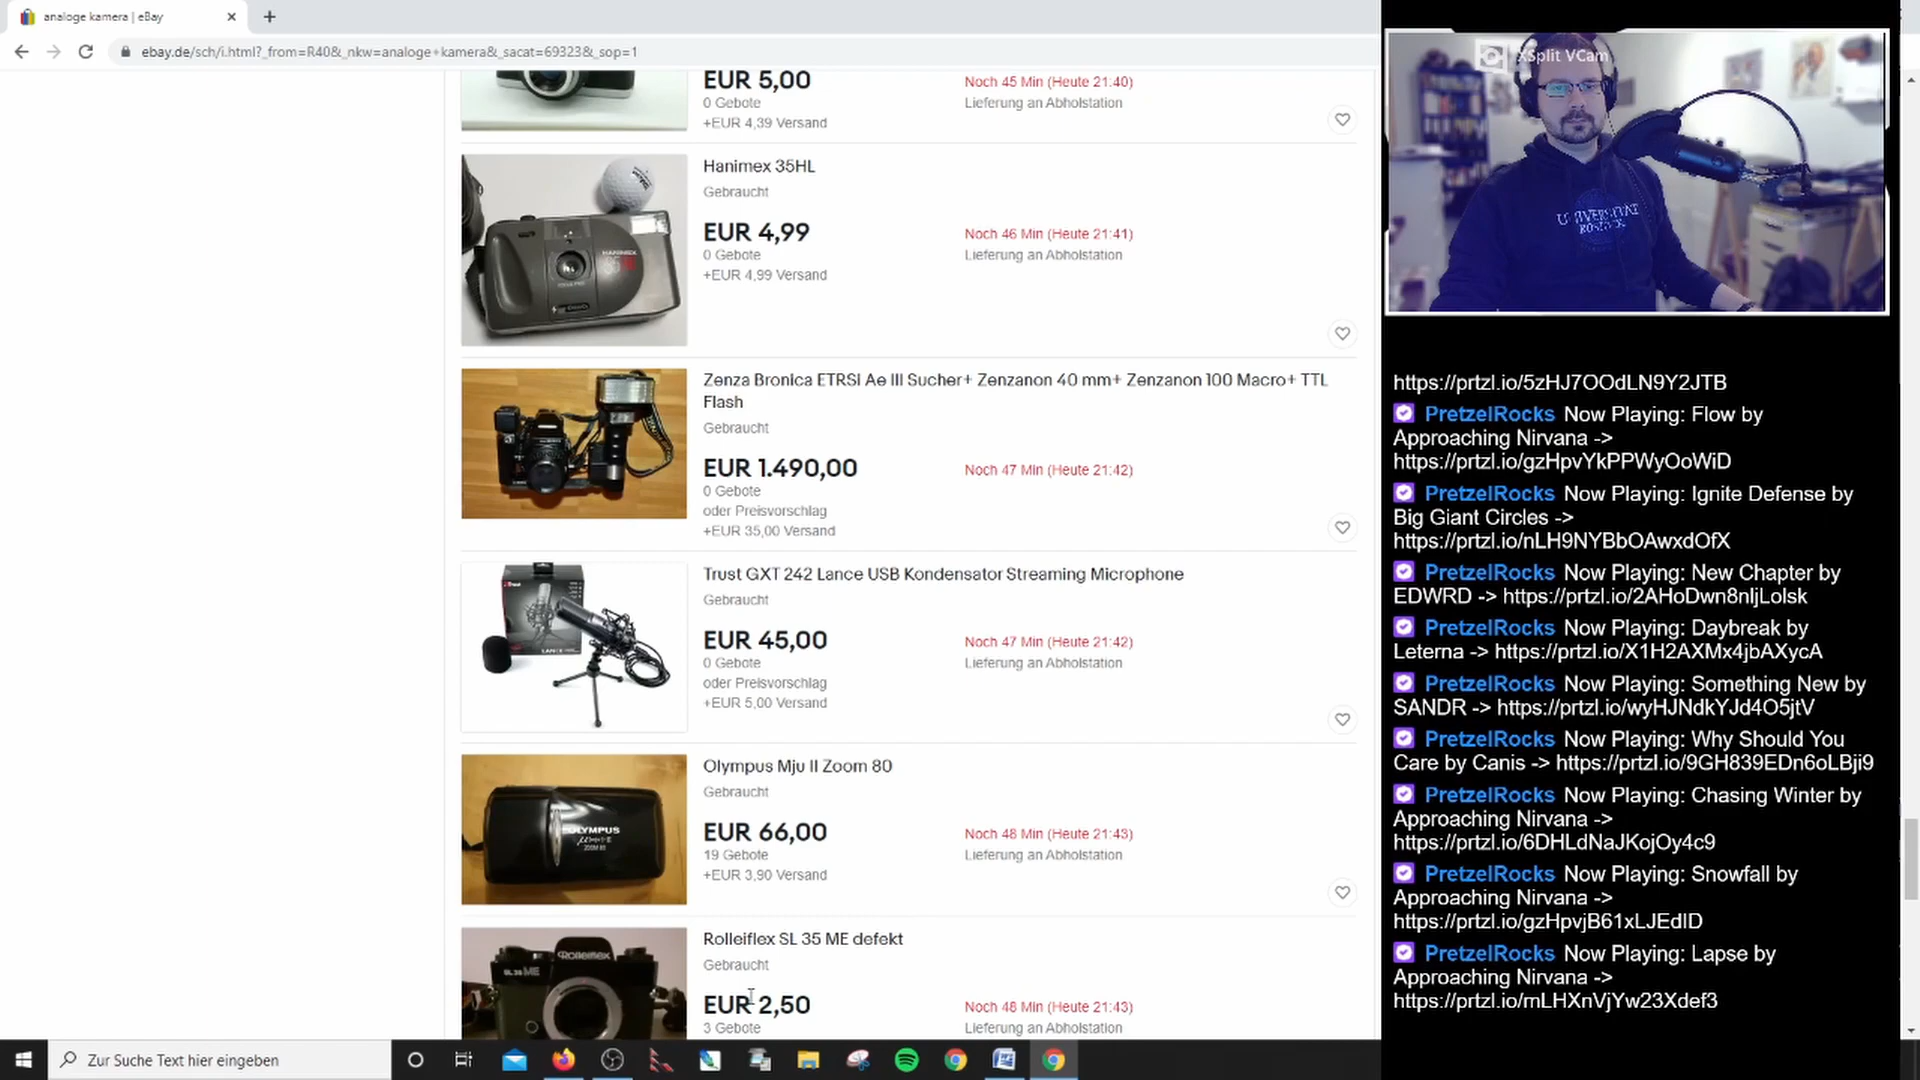 analoge kamera | eBay
ebay.de/sch/i.html?_from=R40&_nkw=analoge+kamera&_sacat=69323&_sop=1
EUR 5,00
Noch 45 Min (Heute 21:40)
0 Gebote
Lieferung an Abholstation
+EUR 4,39 Versand
Hanimex 35HL
Gebraucht
EUR 4,99
Noch 46 Min (Heute 21:41)
0 Gebote
Lieferung an Abholstation
+EUR 4,99 Versand
HANIMEX
Zenza Bronica ETRSI Ae III Sucher+ Zenzanon 40 mm+ Zenzanon 100 Macro+ TTL
Flash
Gebraucht
EUR 1.490,00
Noch 47 Min (Heute 21:42)
0 Gebote
oder Preisvorschlag
+EUR 35,00 Versand
Trust GXT 242 Lance USB Kondensator Streaming Microphone
Gebraucht
EUR 45,00
Noch 47 Min (Heute 21:42)
0 Gebote
Lieferung an Abholstation
oder Preisvorschlag
+EUR 5,00 Versand
Trust
LANCE
Olympus Mju II Zoom 80
Gebraucht
EUR 66,00
Noch 48 Min (Heute 21:43)
19 Gebote
Lieferung an Abholstation
+EUR 3,90 Versand
OLYMPUS
Rolleiflex SL 35 ME defekt
Gebraucht
EUR 2,50
Noch 48 Min (Heute 21:43)
3 Gebote
Lieferung an Abholstation
Rolleiflex
SL 35 ME
XSplit VCam
https://prtzl.io/5zHJ7OOdLN9Y2JTB
PretzelRocks Now Playing: Flow by
Approaching Nirvana ->
https://prtzl.io/gzHpvYkPPWyOoWiD
PretzelRocks Now Playing: Ignite Defense by
Big Giant Circles ->
https://prtzl.io/nLH9NYBbOAwxdOfX
PretzelRocks Now Playing: New Chapter by
EDWRD -> https://prtzl.io/2AHoDwn8nIjLolsk
PretzelRocks Now Playing: Daybreak by
Leterna -> https://prtzl.io/X1H2AXMx4jbAXycA
PretzelRocks Now Playing: Something New by
SANDR -> https://prtzl.io/wyHJNdkYJd4O5jtV
PretzelRocks Now Playing: Why Should You
Care by Canis -> https://prtzl.io/9GH839EDn6oLBji9
PretzelRocks Now Playing: Chasing Winter by
Approaching Nirvana ->
https://prtzl.io/6DHLdNaJKojOy4c9
PretzelRocks Now Playing: Snowfall by
Approaching Nirvana ->
https://prtzl.io/gzHpvjB61xLJEdID
PretzelRocks Now Playing: Lapse by
Approaching Nirvana ->
https://prtzl.io/mLHXnVjYw23Xdef3
Zur Suche Text hier eingeben